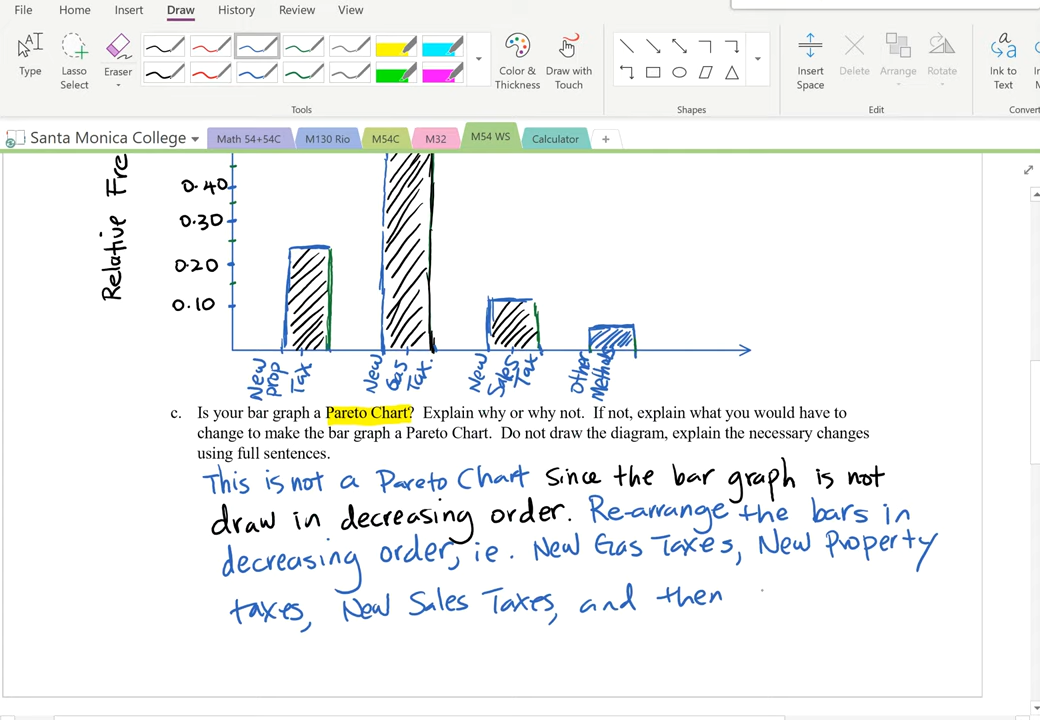 File Home Insert Draw History Review View
Type
Lasso Select
Eraser
Color & Thickness
Draw with Touch
Insert Space
Delete
Arrange
Rotate
Ink to Text
Tools
Shapes
Edit
Convert
Santa Monica College
Math 54+54C
M130 Rio
M54C
M32
M54 WS
Calculator
+
Relative Fre
0.40
0.30
0.20
0.10
New prop Tax
New Gas Tax.
New Sales Tax
Other Methods
c. Is your bar graph a Pareto Chart? Explain why or why not. If not, explain what you would have to
change to make the bar graph a Pareto Chart. Do not draw the diagram, explain the necessary changes
using full sentences.
This is not a Pareto Chart Since the bar graph is not
draw in decreasing order. Re-arrange the bars in
decreasing order, ie. New Gas Taxes, New Property
taxes, New Sales Taxes, and then